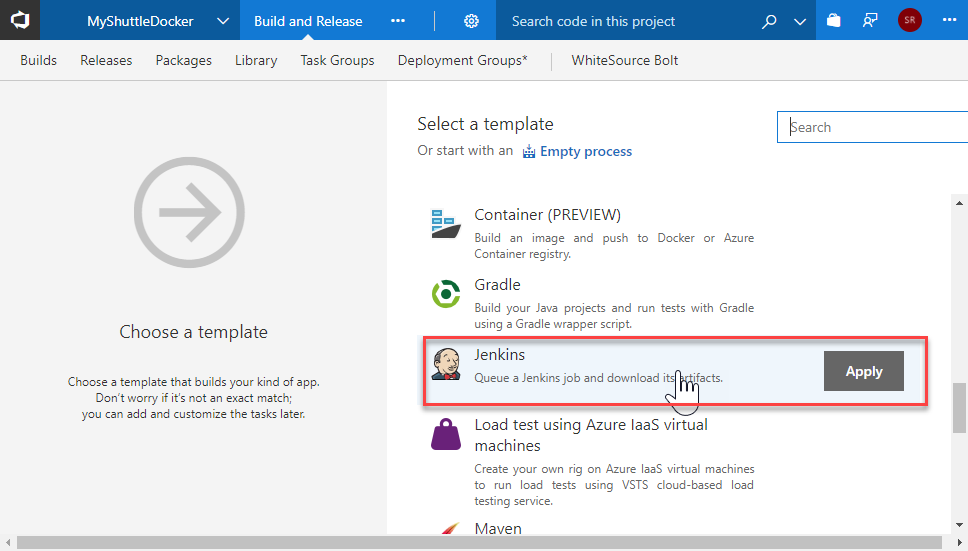 MyShuttleDocker
Build and Release
Search code in this project
SR
Builds
Releases
Packages
Library
Task Groups
Deployment Groups*
WhiteSource Bolt
Choose a template
Choose a template that builds your kind of app.
Don't worry if it's not an exact match;
you can add and customize the tasks later.
Select a template
Or start with an Empty process
Search
Container (PREVIEW)
Build an image and push to Docker or Azure
Container registry.
Gradle
Build your Java projects and run tests with Gradle
using a Gradle wrapper script.
Jenkins
Queue a Jenkins job and download its artifacts.
Apply
Load test using Azure IaaS virtual
machines
Create your own rig on Azure IaaS virtual machines
to run load tests using VSTS cloud-based load
testing service.
Maven